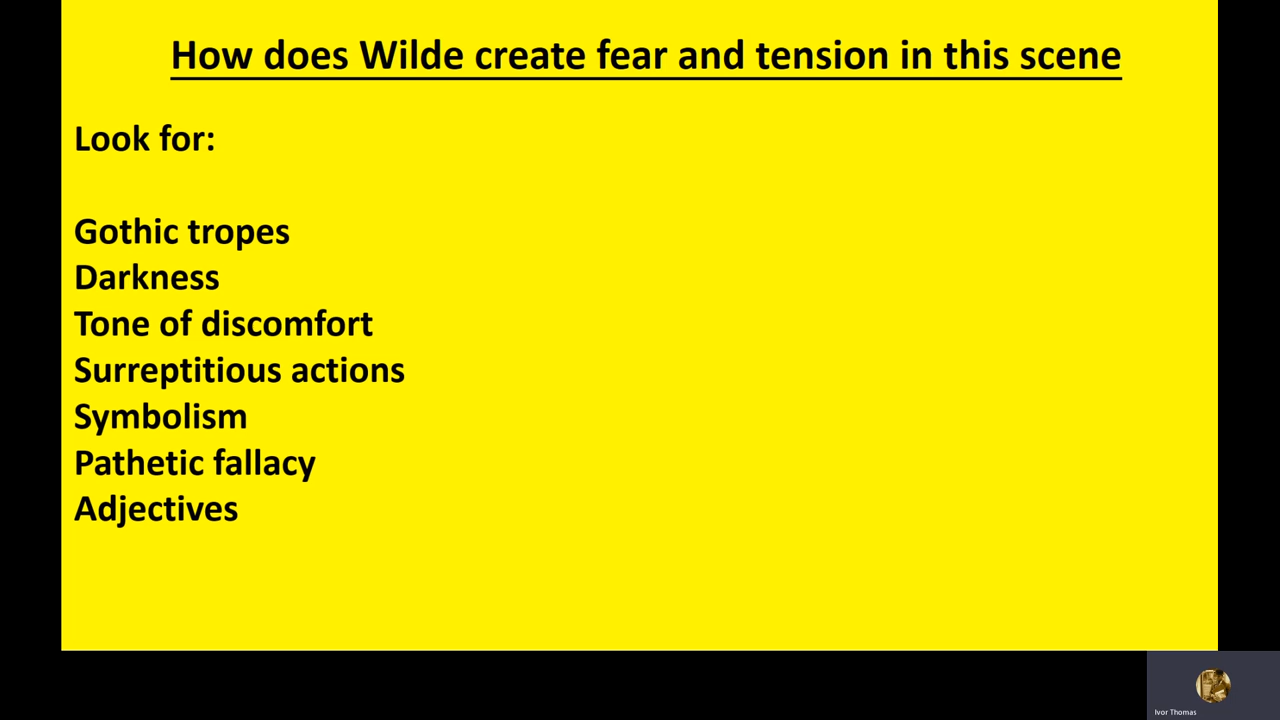 How does Wilde create fear and tension in this scene
Look for:
Gothic tropes
Darkness
Tone of discomfort
Surreptitious actions
Symbolism
Pathetic fallacy
Adjectives
Ivor Thomas